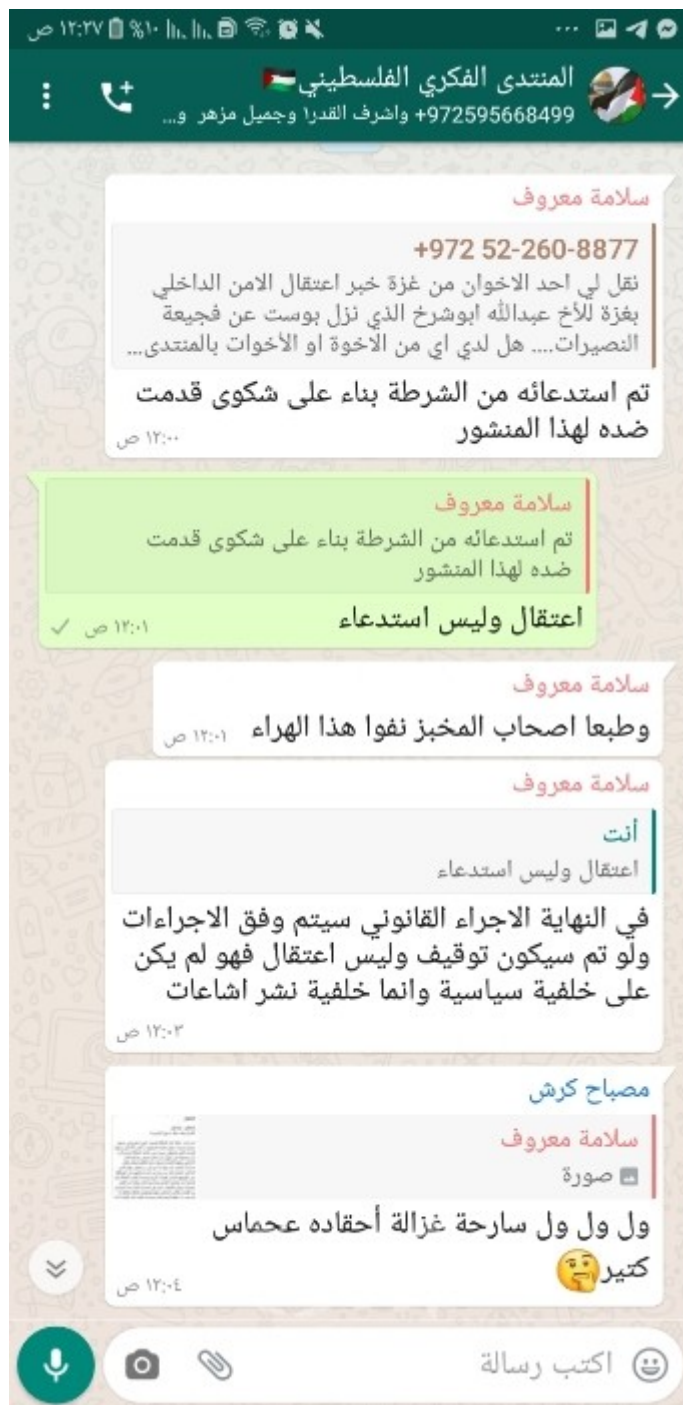 ١٢:٢٧ ص ١٠%
المنتدى الفكري الفلسطيني🇵🇸
+972595668499 واشرف القدرا وجميل مزهر و...
سلامة معروف
+972 52-260-8877
نقل لي احد الاخوان من غزة خبر اعتقال الامن الداخلي
بغزة للأخ عبدالله ابوشرخ الذي نزل بوست عن فجيعة
النصيرات.... هل لدي اي من الأخوة او الأخوات بالمنتدى...
تم استدعائه من الشرطة بناء على شكوى قدمت
ضده لهذا المنشور
١٢:٠٠ ص
سلامة معروف
تم استدعائه من الشرطة بناء على شكوى قدمت
ضده لهذا المنشور
اعتقال وليس استدعاء
١٢:٠١ ص
سلامة معروف
وطبعا اصحاب المخبز نفوا هذا الهراء
١٢:٠١ ص
سلامة معروف
أنت
اعتقال وليس استدعاء
في النهاية الاجراء القانوني سيتم وفق الاجراءات
ولو تم سيكون توقيف وليس اعتقال فهو لم يكن
على خلفية سياسية وانما خلفية نشر اشاعات
١٢:٠٣ ص
مصباح كرش
سلامة معروف
صورة
ول ول ول سارحة غزالة أحقاده عحماس
كتير🤔
١٢:٠٤ ص
اكتب رسالة